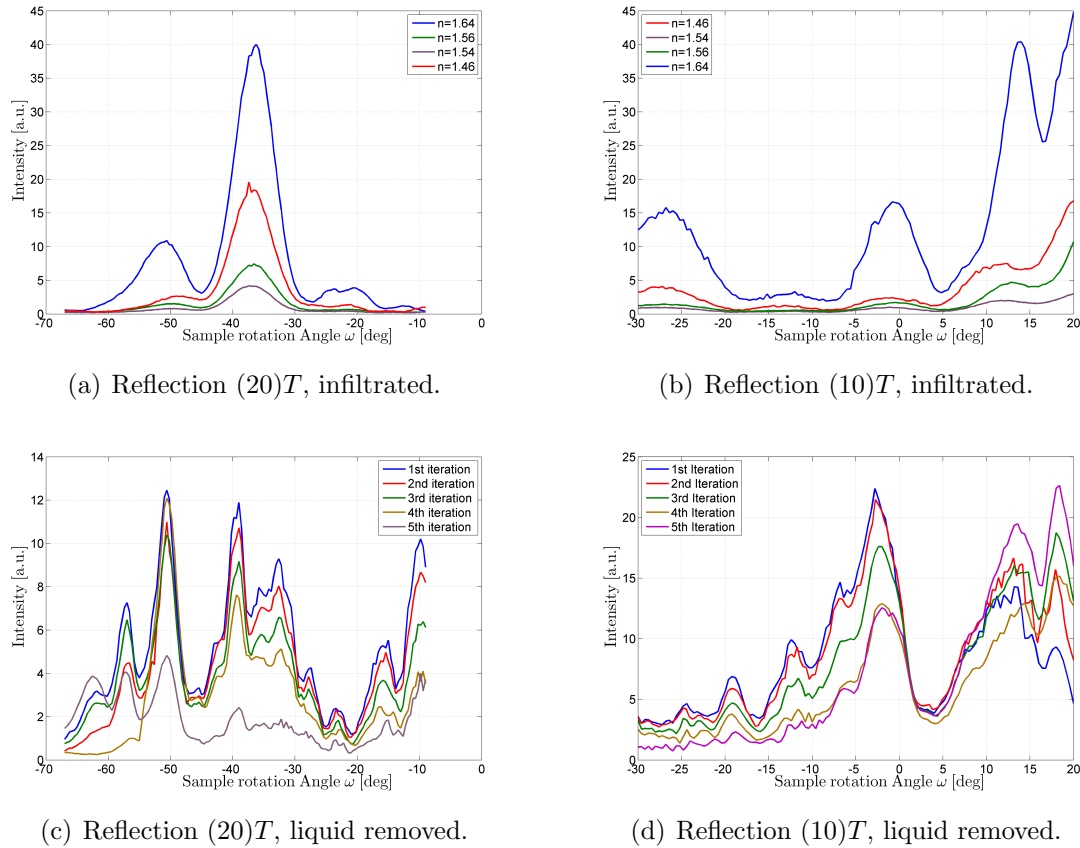 45
40
35
30
25
20
15
10
5
0
Intensity [a.u.]
n=1.64
n=1.56
n=1.54
n=1.46
-70 -60 -50 -40 -30 -20 -10 0
Sample rotation Angle ω [deg]
(a) Reflection (20)T, infiltrated.
45
40
35
30
25
20
15
10
5
0
Intensity [a.u.]
n=1.46
n=1.54
n=1.56
n=1.64
-30 -25 -20 -15 -10 -5 0 5 10 15 20
Sample rotation Angle ω [deg]
(b) Reflection (10)T, infiltrated.
14
12
10
8
6
4
2
0
Intensity [a.u.]
1st iteration
2nd iteration
3rd iteration
4th iteration
5th iteration
-70 -60 -50 -40 -30 -20 -10 0
Sample rotation Angle ω [deg]
(c) Reflection (20)T, liquid removed.
25
20
15
10
5
0
Intensity [a.u.]
1st Iteration
2nd Iteration
3rd Iteration
4th Iteration
5th Iteration
-30 -25 -20 -15 -10 -5 0 5 10 15 20
Sample rotation Angle ω [deg]
(d) Reflection (10)T, liquid removed.